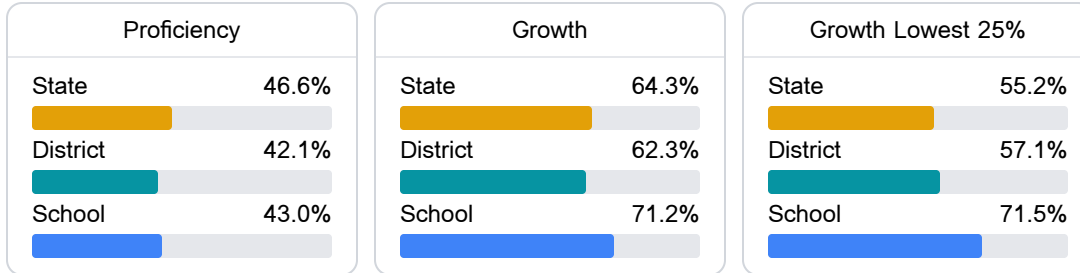 Proficiency
State 46.6%
District 42.1%
School 43.0%
Growth
State 64.3%
District 62.3%
School 71.2%
Growth Lowest 25%
State 55.2%
District 57.1%
School 71.5%